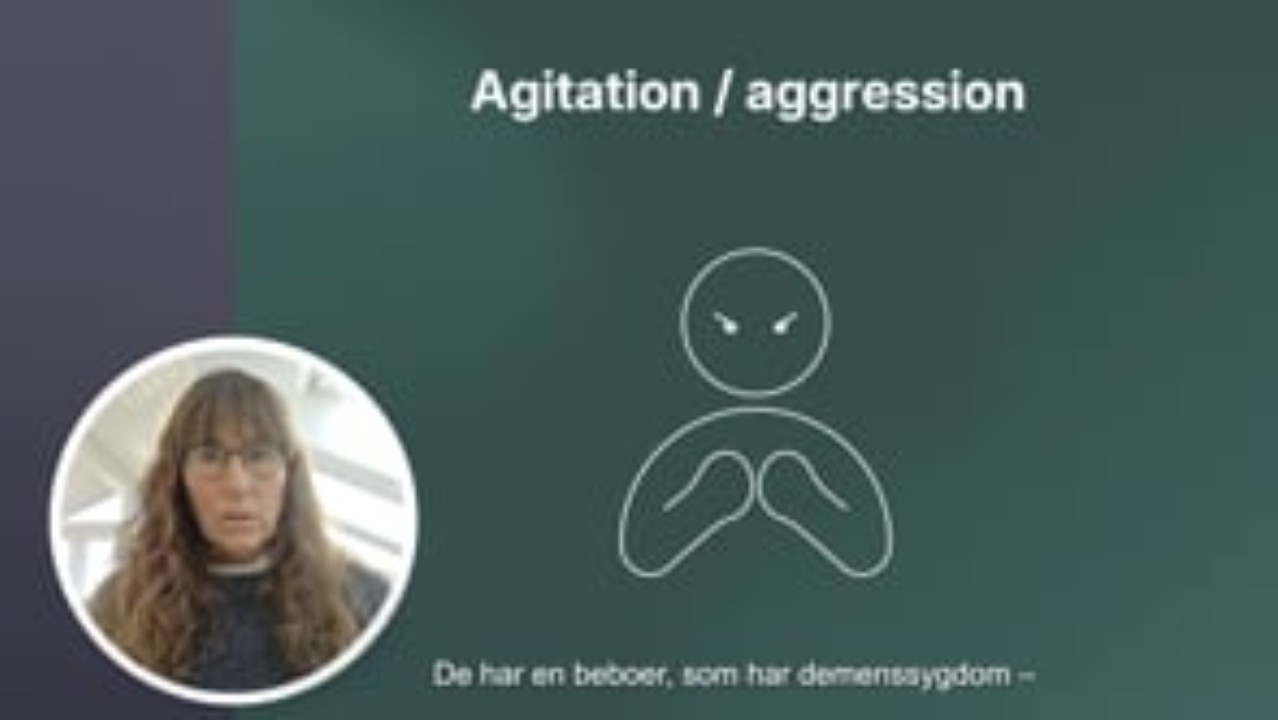 Agitation / aggression
De har en beboer, som har demenssygdom –